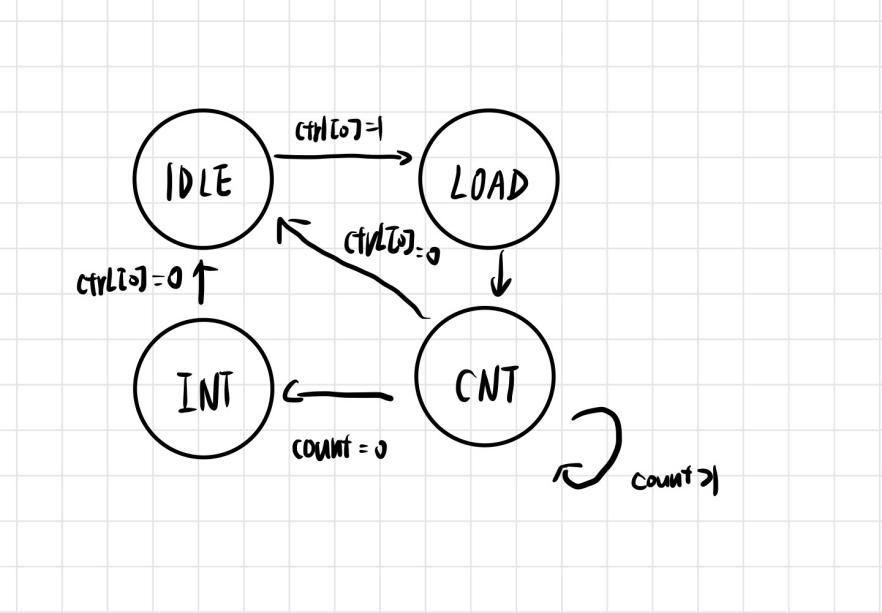 ctrl[0]=1
IDLE
LOAD
ctrl[0]=0
ctrl[0]=0
INT
CNT
count=0
count>1